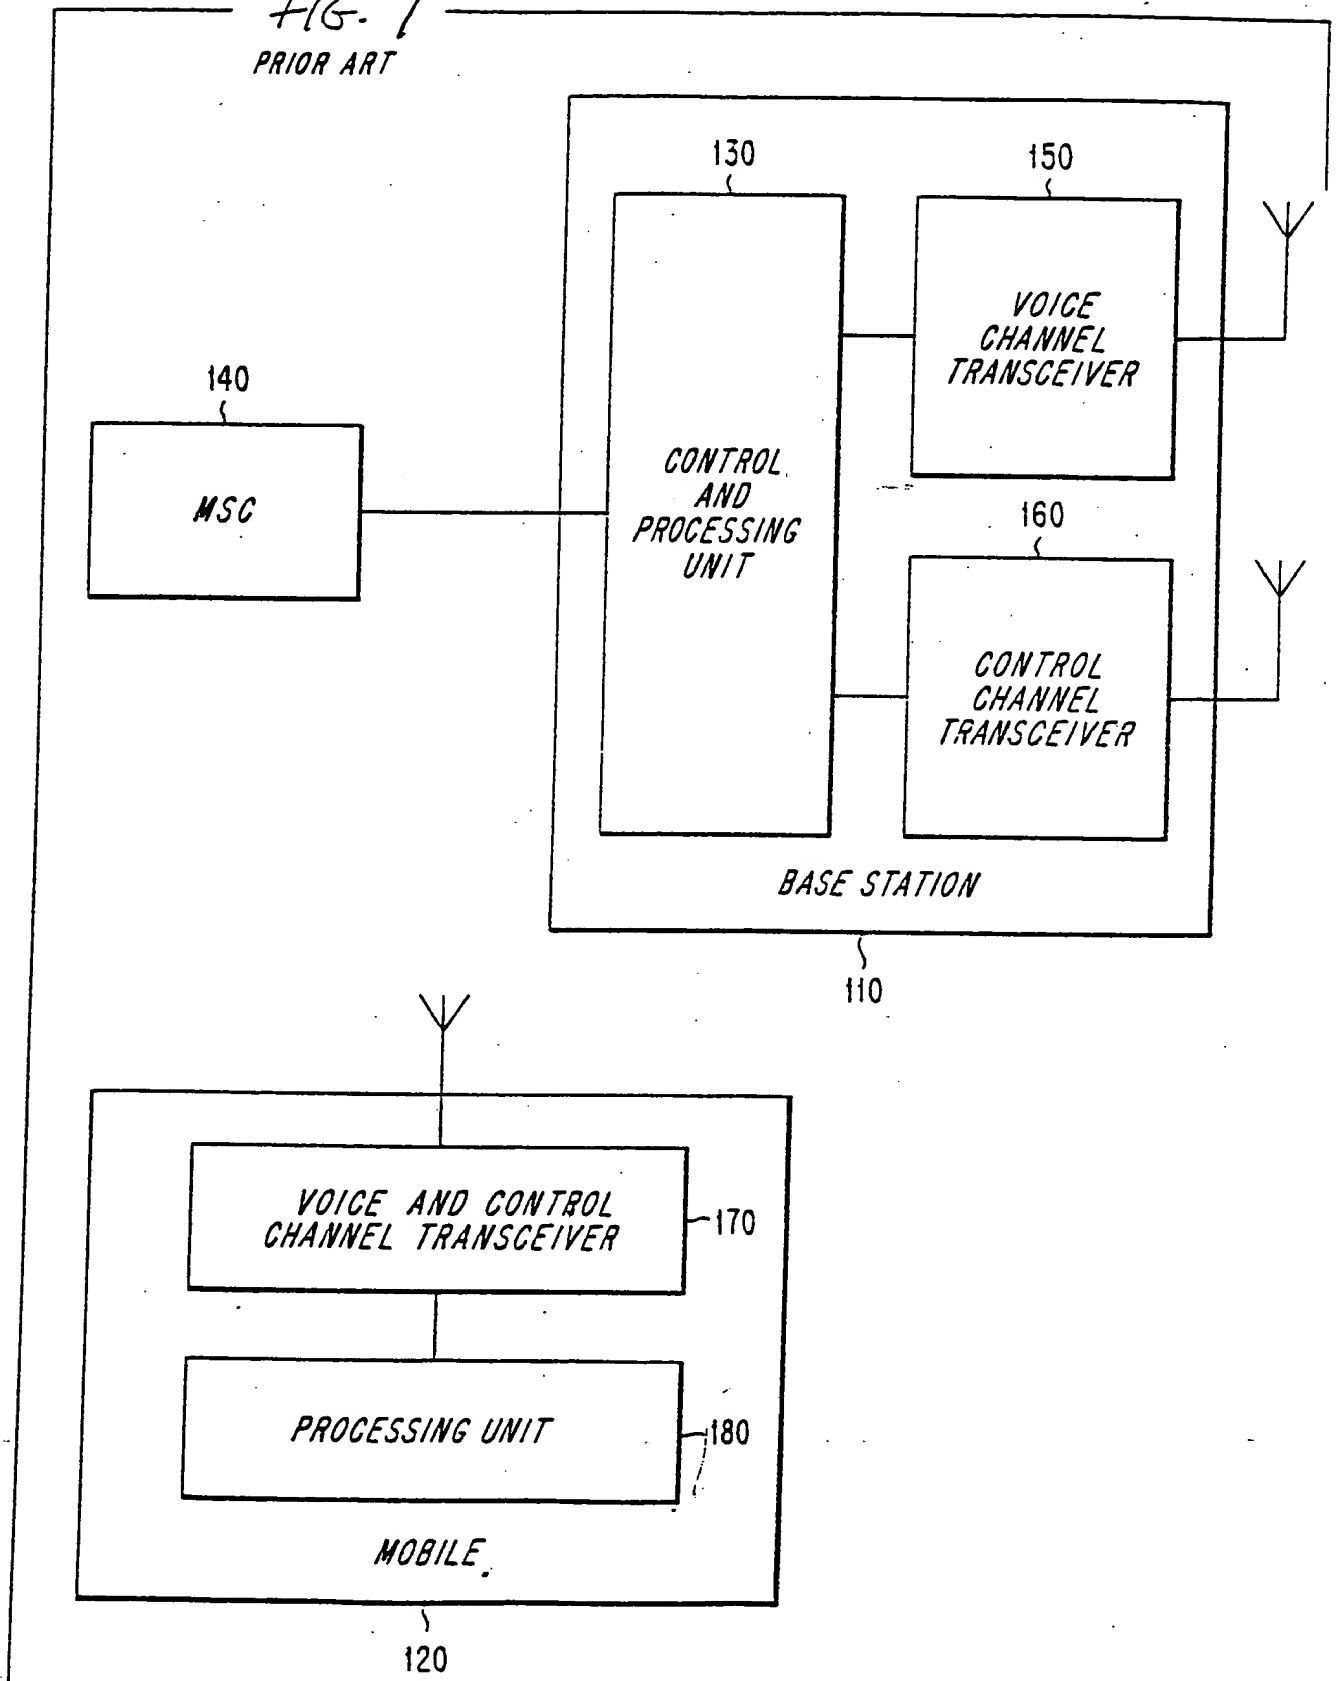 FIG. 1
PRIOR ART
130
150
VOICE
CHANNEL
TRANSCEIVER
140
MSC
CONTROL
AND
PROCESSING
UNIT
160
CONTROL
CHANNEL
TRANSCEIVER
BASE STATION
110
VOICE AND CONTROL
CHANNEL TRANSCEIVER
170
PROCESSING UNIT
180
MOBILE
120